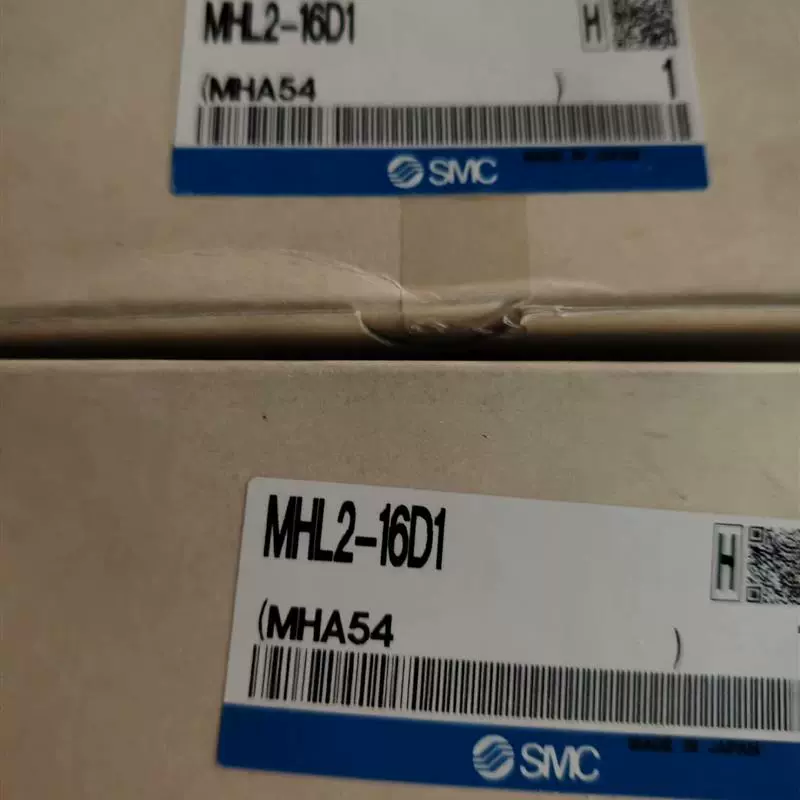 MHL2-16D1
H
(MHA54 )
1
SMC
MADE IN JAPAN
MHL2-16D1
H
(MHA54 )
SMC
MADE IN JAPAN